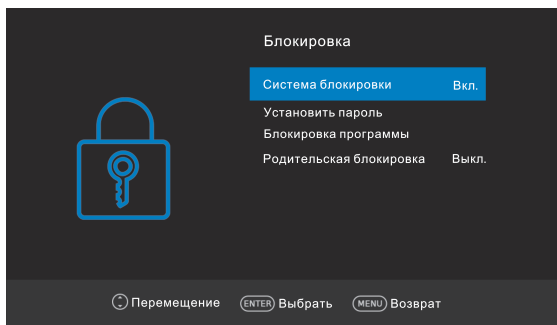 Блокировка
Система блокировки Вкл.
Установить пароль
Блокировка программы
Родительская блокировка Выкл.
Перемещение ENTER Выбрать MENU Возврат